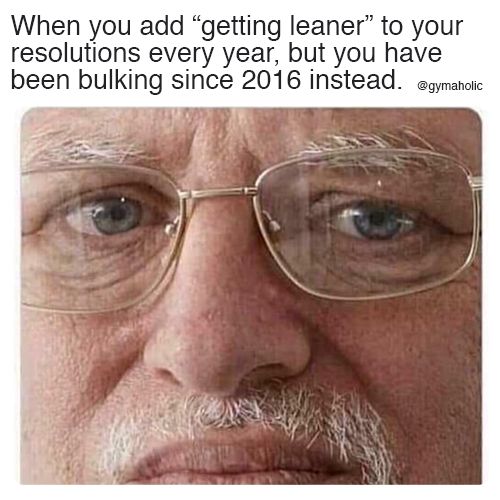 When you add “getting leaner” to your
resolutions every year, but you have
been bulking since 2016 instead. @gymaholic